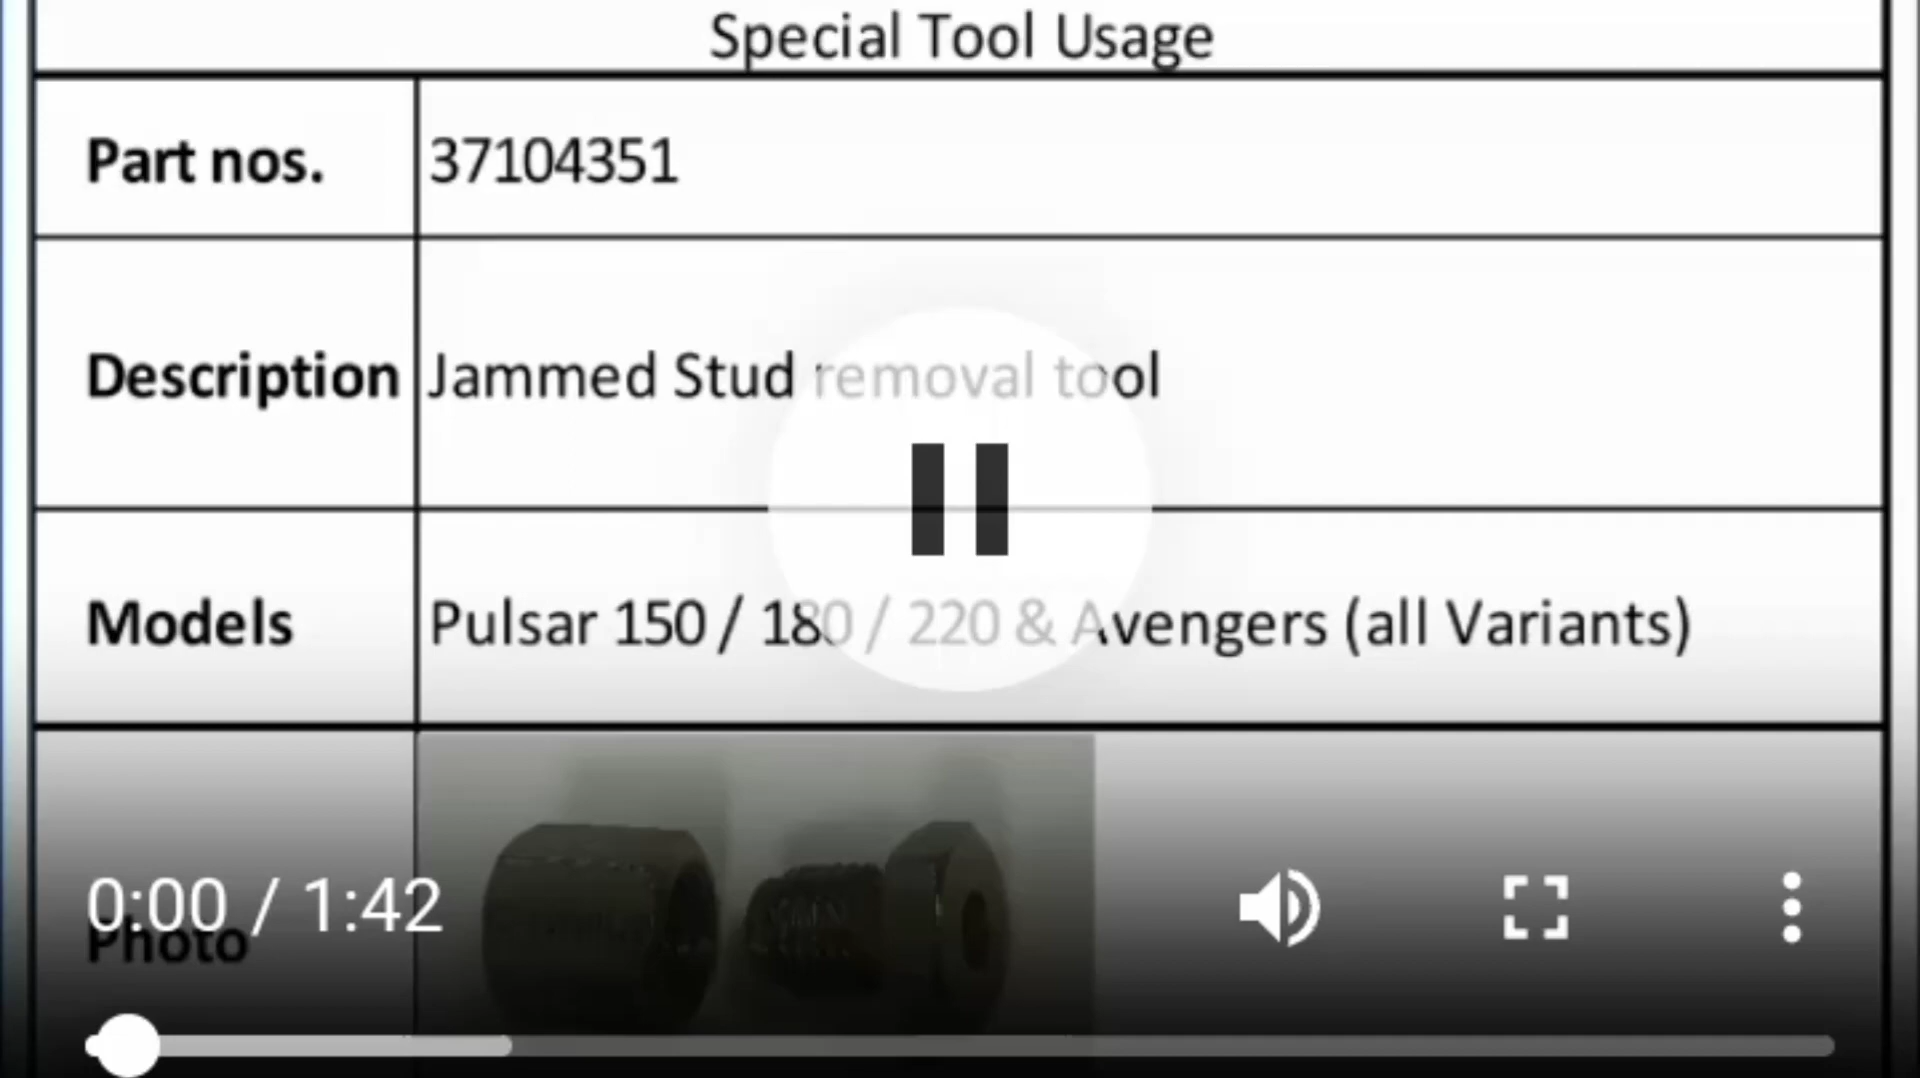 Special Tool Usage
Part nos. 37104351
Description Jammed Stud removal tool
Models Pulsar 150 / 180 / 220 & Avengers (all Variants)
0:00 / 1:42
Photo